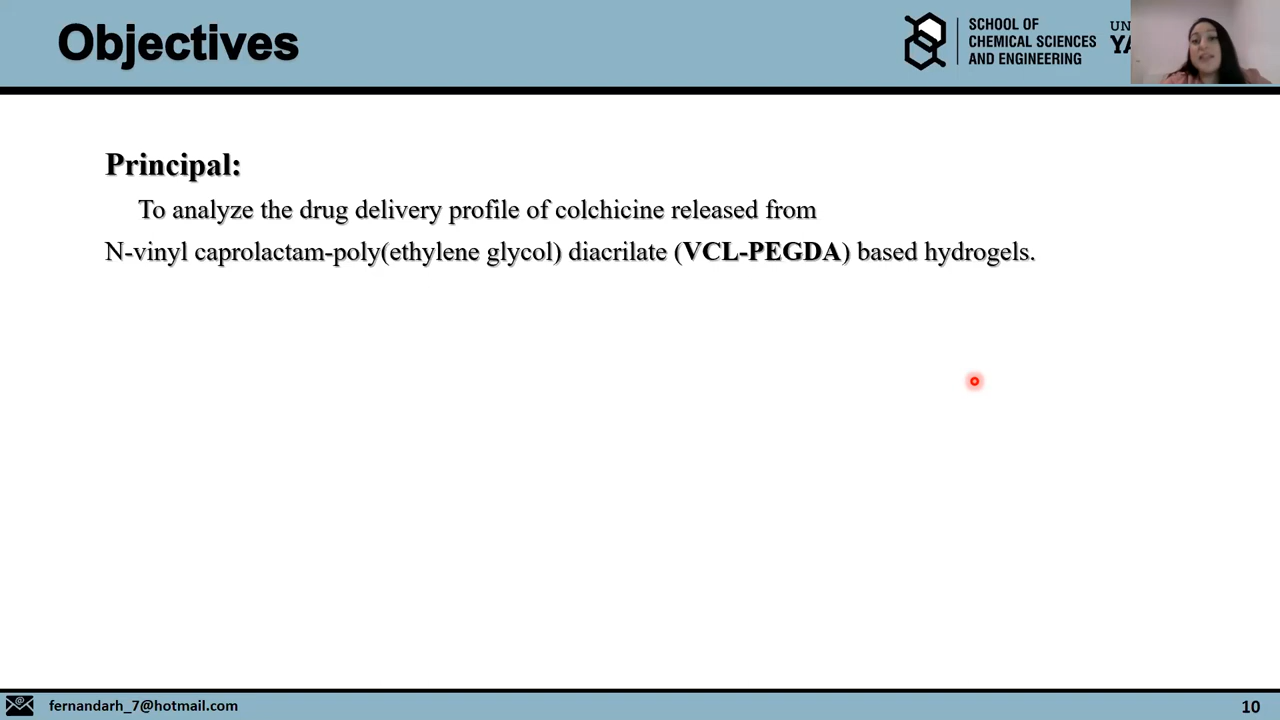 Objectives
SCHOOL OF
CHEMICAL SCIENCES
AND ENGINEERING
Principal:
To analyze the drug delivery profile of colchicine released from
N-vinyl caprolactam-poly(ethylene glycol) diacrilate (VCL-PEGDA) based hydrogels.
fernandarh_7@hotmail.com
10